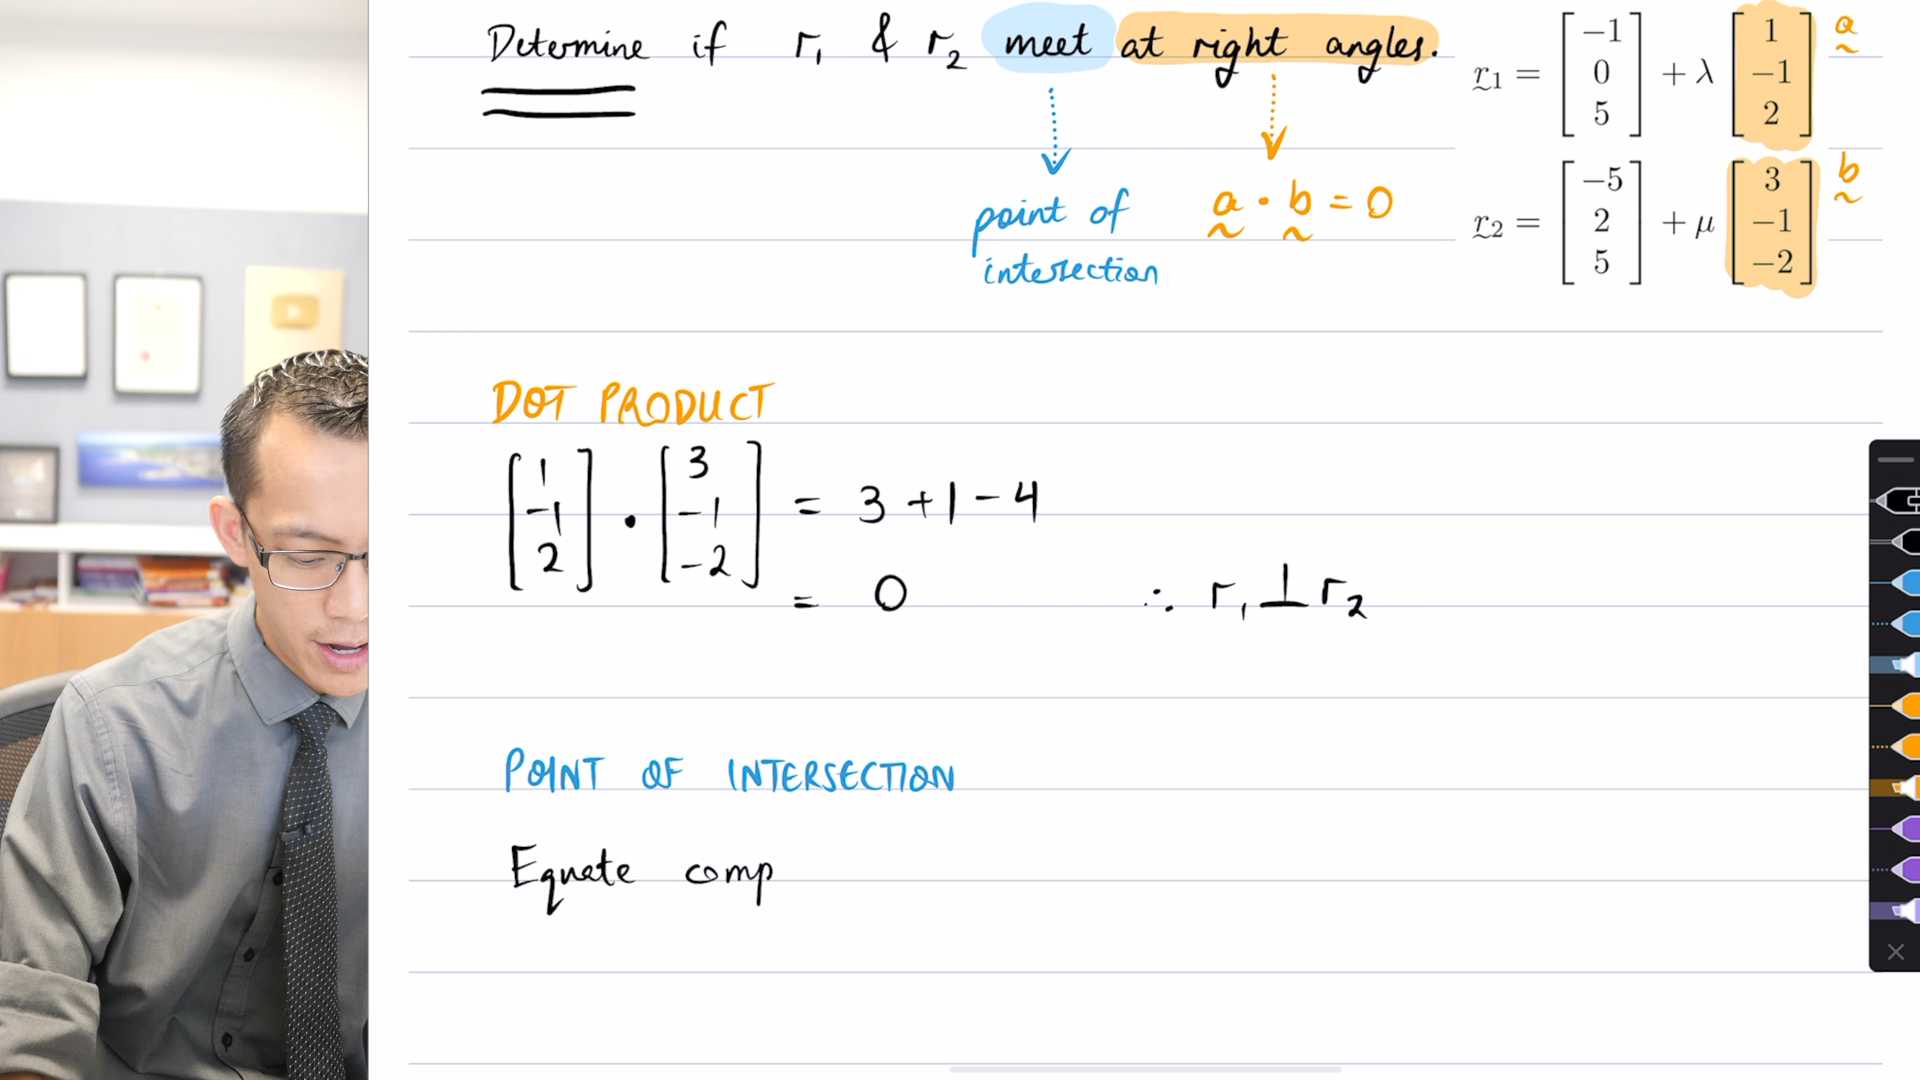 Determine if r₁ & r₂ meet at right angles.
point of
intersection
a · b = 0
r1 = [ −1 0 5 ] + λ [ 1 −1 2 ] a
r2 = [ −5 2 5 ] + μ [ 3 −1 −2 ] b
DOT PRODUCT
[ 1 −1 2 ] · [ 3 −1 −2 ] = 3 + 1 − 4
= 0 ∴ r₁ ⊥ r₂
POINT OF INTERSECTION
Equate comp